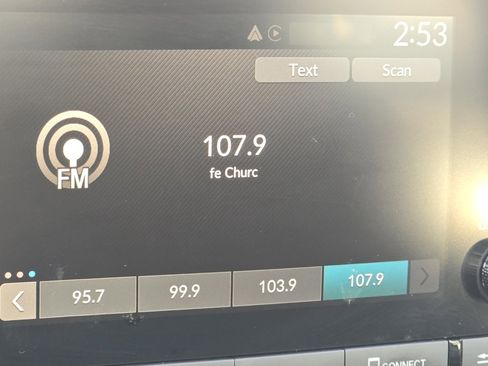 2:53
Text Scan
107.9
fe Churc
FM
95.7 99.9 103.9 107.9
CONNECT